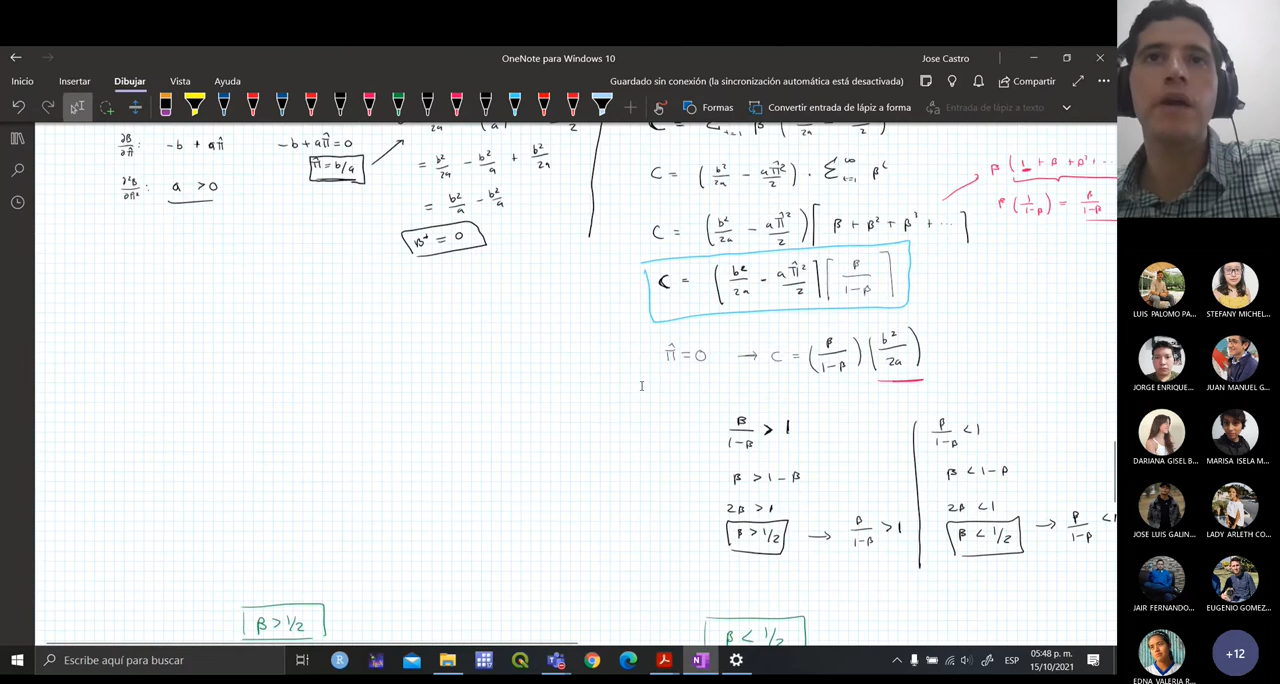 OneNote para Windows 10
Jose Castro
Inicio Insertar Dibujar Vista Ayuda
Guardado sin conexión (la sincronización automática está desactivada)
Compartir
Formas
Convertir entrada de lápiz a forma
Entrada de lápiz a texto
∂B/∂π̂ : -b + aπ̂
-b + aπ̂ = 0
π̂ = b/a
∂²B/∂π̂² : a > 0
= b²/2a - b²/a + b²/2a
= b²/a - b²/a
B* = 0
C = (b²/2a - aπ̂²/2) · Σ_{t=1}^{∞} β^t
C = (b²/2a - aπ̂²/2) [β + β² + β³ + ...]
β (1 + β + β² + ...
β (1/1-β) = β/1-β
C = [b²/2a - aπ̂²/2] [β/1-β]
π̂ = 0 → C = (β/1-β) (b²/2a)
β/1-β > 1
β > 1 - β
2β > 1
β > 1/2 → β/1-β > 1
β/1-β < 1
β < 1 - β
2β < 1
β < 1/2 → β/1-β < 1
β > 1/2
β < 1/2
LUIS PALOMO PA...
STEFANY MICHEL...
JORGE ENRIQUE...
JUAN MANUEL G...
DARIANA GISEL B...
MARISA ISELA M...
JOSE LUIS GALIN...
LADY ARLETH CO...
JAIR FERNANDO...
EUGENIO GOMEZ...
EDNA VALERIA R...
+12
Escribe aquí para buscar
ESP
05:48 p. m.
15/10/2021